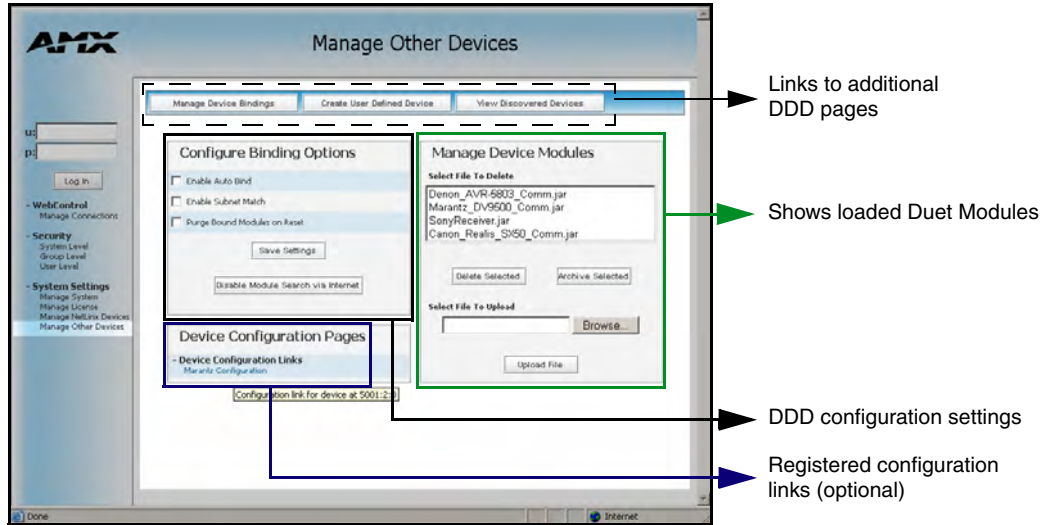 AMX
Manage Other Devices
Manage Device Bindings
Create User Defined Device
View Discovered Devices
Links to additional
DDD pages
u:
p:
Log In
- WebControl
Manage Connections
- Security
System Level
Group Level
User Level
- System Settings
Manage System
Manage License
Manage NetLinx Devices
Manage Other Devices
Configure Binding Options
Enable Auto Bind
Enable Subnet Match
Purge Bound Modules on Reset
Save Settings
Disable Module Search via Internet
Device Configuration Pages
- Device Configuration Links
Marantz Configuration
Configuration link for device at 5001:2:0
Manage Device Modules
Select File To Delete
Denon_AVR-5803_Comm.jar
Marantz_DV9500_Comm.jar
SonyReceiver.jar
Canon_Realis_SX50_Comm.jar
Delete Selected
Archive Selected
Select File To Upload
Browse...
Upload File
Shows loaded Duet Modules
DDD configuration settings
Registered configuration
links (optional)
Done
Internet